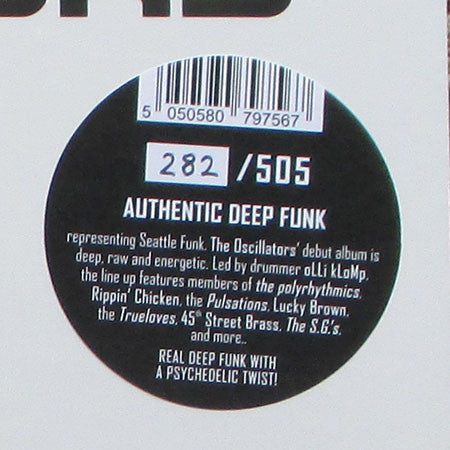 5 050580 797567
282 /505
AUTHENTIC DEEP FUNK
representing Seattle Funk. The Oscillators' debut album is
deep, raw and energetic. Led by drummer oLLi kLoMp,
the line up features members of the polyrhythmics,
Rippin' Chicken, the Pulsations, Lucky Brown,
the Trueloves, 45th Street Brass, The S.G.'s,
and more..
REAL DEEP FUNK WITH
A PSYCHEDELIC TWIST!